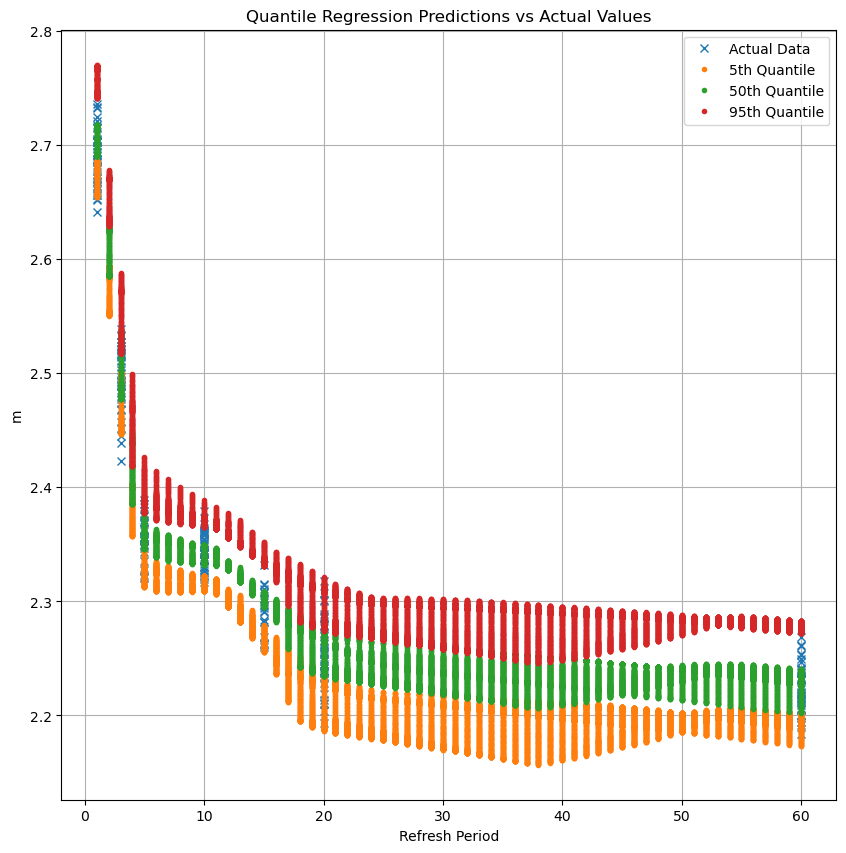 Quantile Regression Predictions vs Actual Values
2.8
2.7
2.6
2.5
2.4
2.3
2.2
m
Actual Data
5th Quantile
50th Quantile
95th Quantile
0
10
20
30
40
50
60
Refresh Period